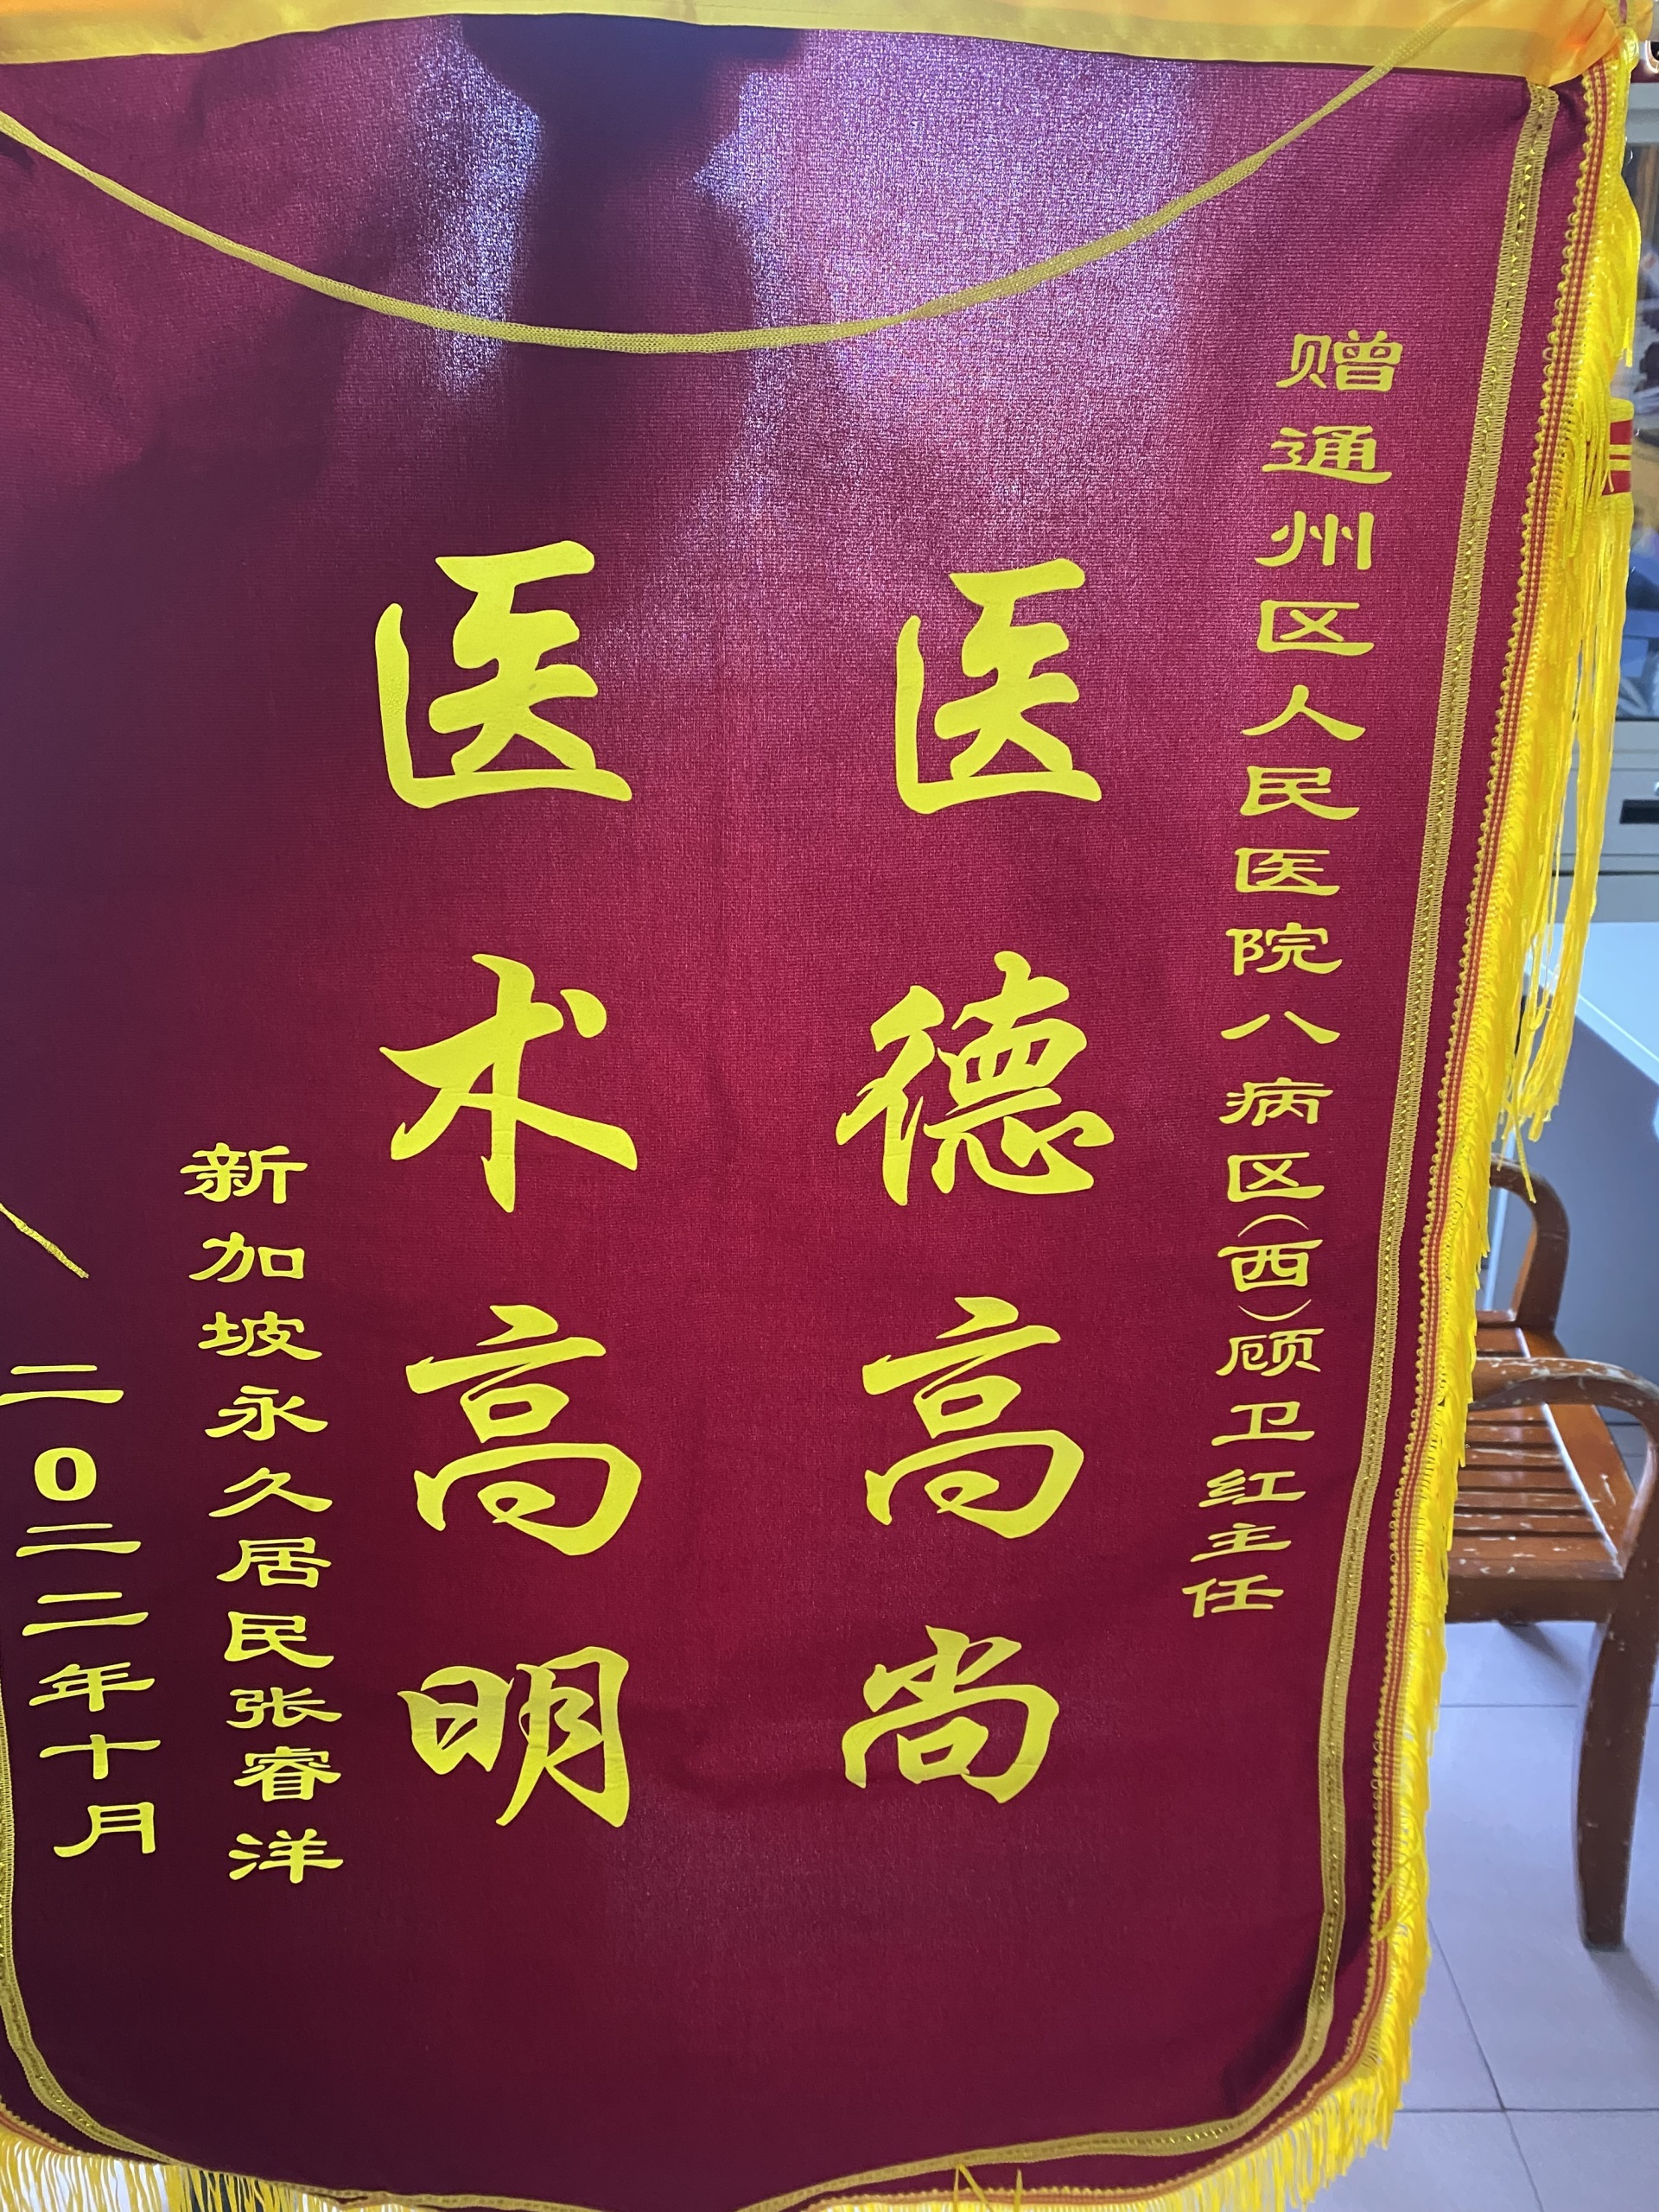 赠通州区人民医院八病区(西)顾卫红主任
医德高尚
医术高明
新加坡永久居民张睿洋
二0二二年十月